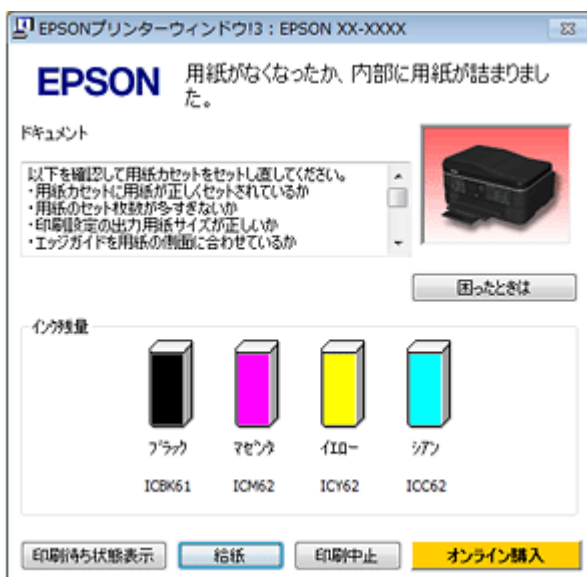 EPSONプリンターウィンドウ!3 : EPSON XX-XXXX
EPSON
用紙がなくなったか、内部に用紙が詰まりまし
た。
ドキュメント
以下を確認して用紙カセットをセットし直してください。
・用紙カセットに用紙が正しくセットされているか
・用紙のセット枚数が多すぎないか
・印刷設定の出力用紙サイズが正しいか
・エッジガイドを用紙の側面に合わせているか
困ったときは
インク残量
ブラック マゼンタ イエロー シアン
ICBK61 ICM62 ICY62 ICC62
印刷待ち状態表示 給紙 印刷中止 オンライン購入